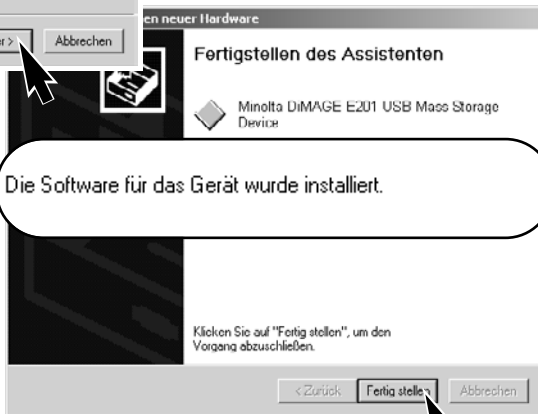 en neuer Hardware
er >
Abbrechen
Fertigstellen des Assistenten
Minolta DiMAGE E201 USB Mass Storage
Device
Die Software für das Gerät wurde installiert.
Klicken Sie auf "Fertig stellen", um den
Vorgang abzuschließen.
< Zurück
Fertig stellen
Abbrechen